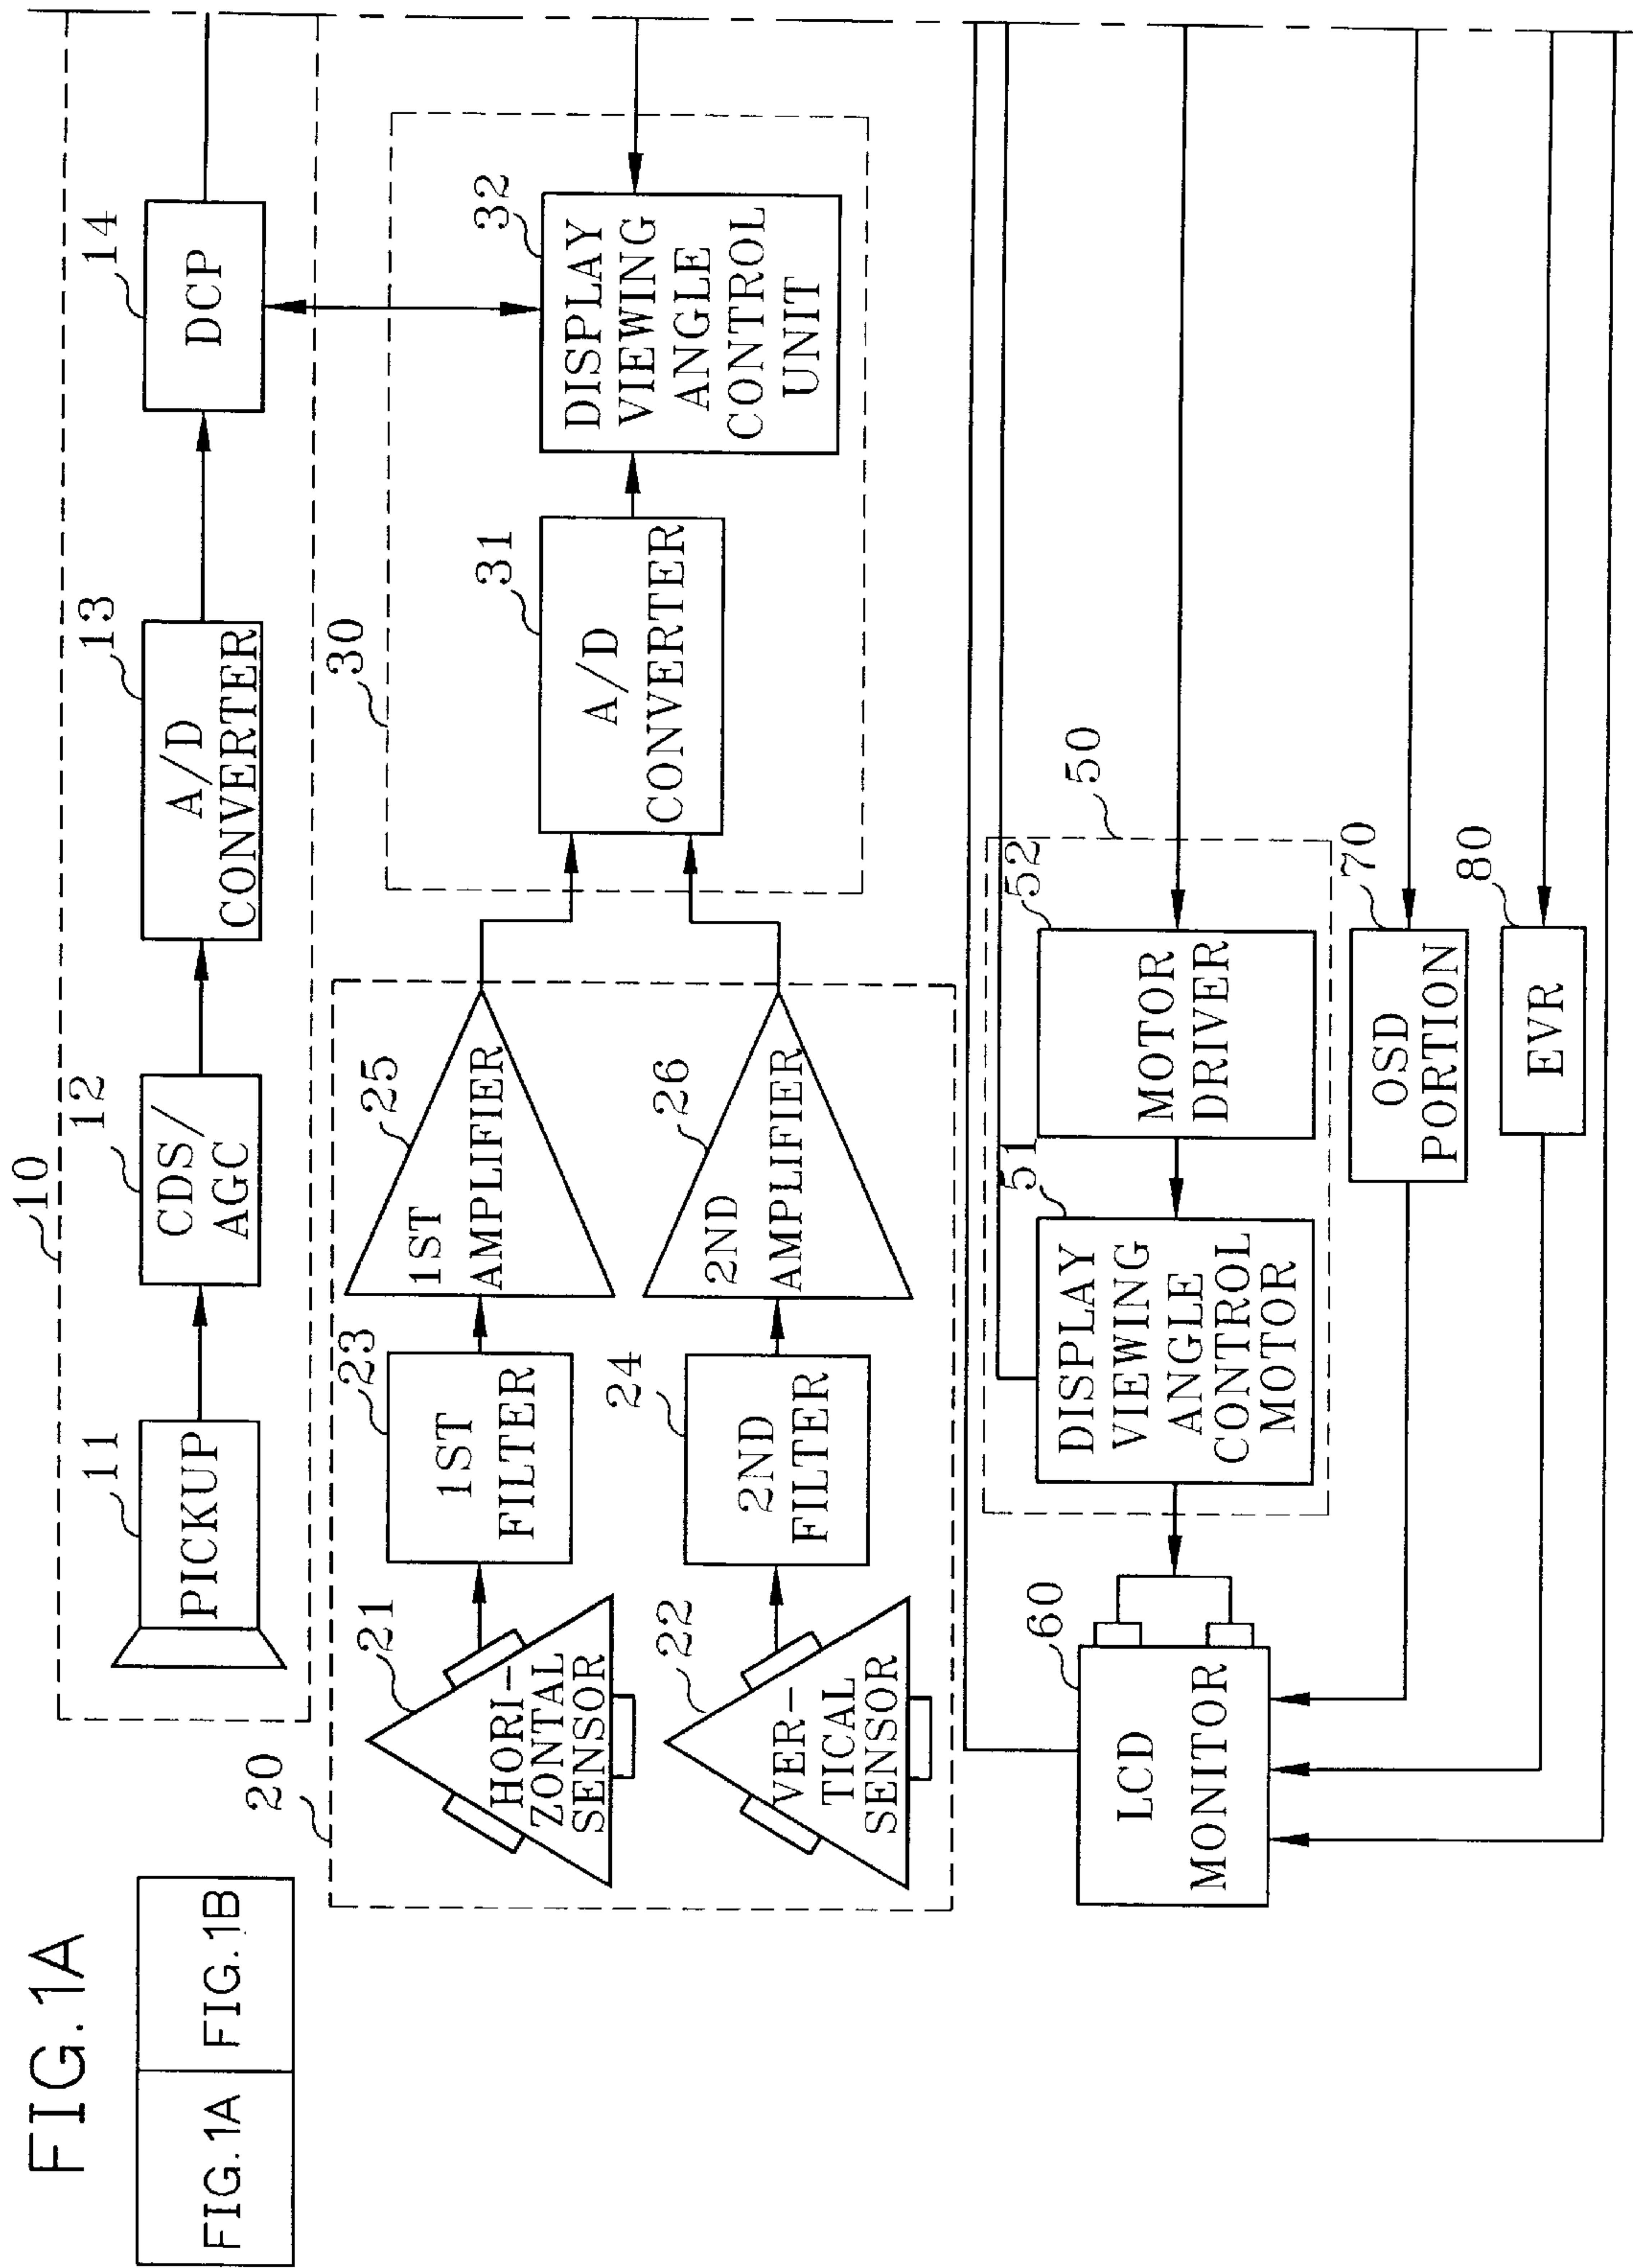 FIG.1A
FIG.1A
FIG.1B
10
11
PICKUP
12
CDS/
AGC
13
A/D
CONVERTER
14
DCP
20
21
HORI-
ZONTAL
SENSOR
23
1ST
FILTER
25
1ST
AMPLIFIER
22
VER-
TICAL
SENSOR
24
2ND
FILTER
26
2ND
AMPLIFIER
30
31
A/D
CONVERTER
32
DISPLAY
VIEWING
ANGLE
CONTROL
UNIT
60
LCD
MONITOR
50
51
DISPLAY
VIEWING
ANGLE
CONTROL
MOTOR
52
MOTOR
DRIVER
70
OSD
PORTION
80
EVR